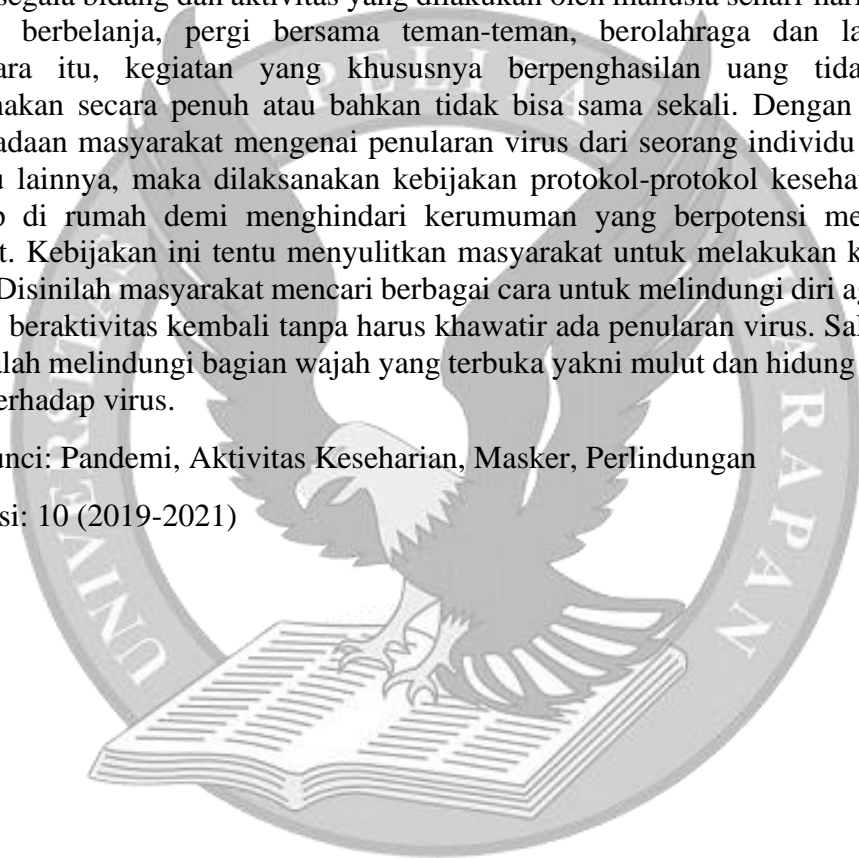 segala bidang dan aktivitas yang dilakukan oleh manusia sehari-hari
berbelanja, pergi bersama teman-teman, berolahraga dan la
ara itu, kegiatan yang khususnya berpenghasilan uang tida
nakan secara penuh atau bahkan tidak bisa sama sekali. Dengan
adaan masyarakat mengenai penularan virus dari seorang individu
u lainnya, maka dilaksanakan kebijakan protokol-protokol keseha
p di rumah demi menghindari kerumuman yang berpotensi me
t. Kebijakan ini tentu menyulitkan masyarakat untuk melakukan k
Disinilah masyarakat mencari berbagai cara untuk melindungi diri a
beraktivitas kembali tanpa harus khawatir ada penularan virus. Sal
alah melindungi bagian wajah yang terbuka yakni mulut dan hidung
erhadap virus.
unci: Pandemi, Aktivitas Keseharian, Masker, Perlindungan
si: 10 (2019-2021)
UNIVERSITAS PELITA HARAPAN